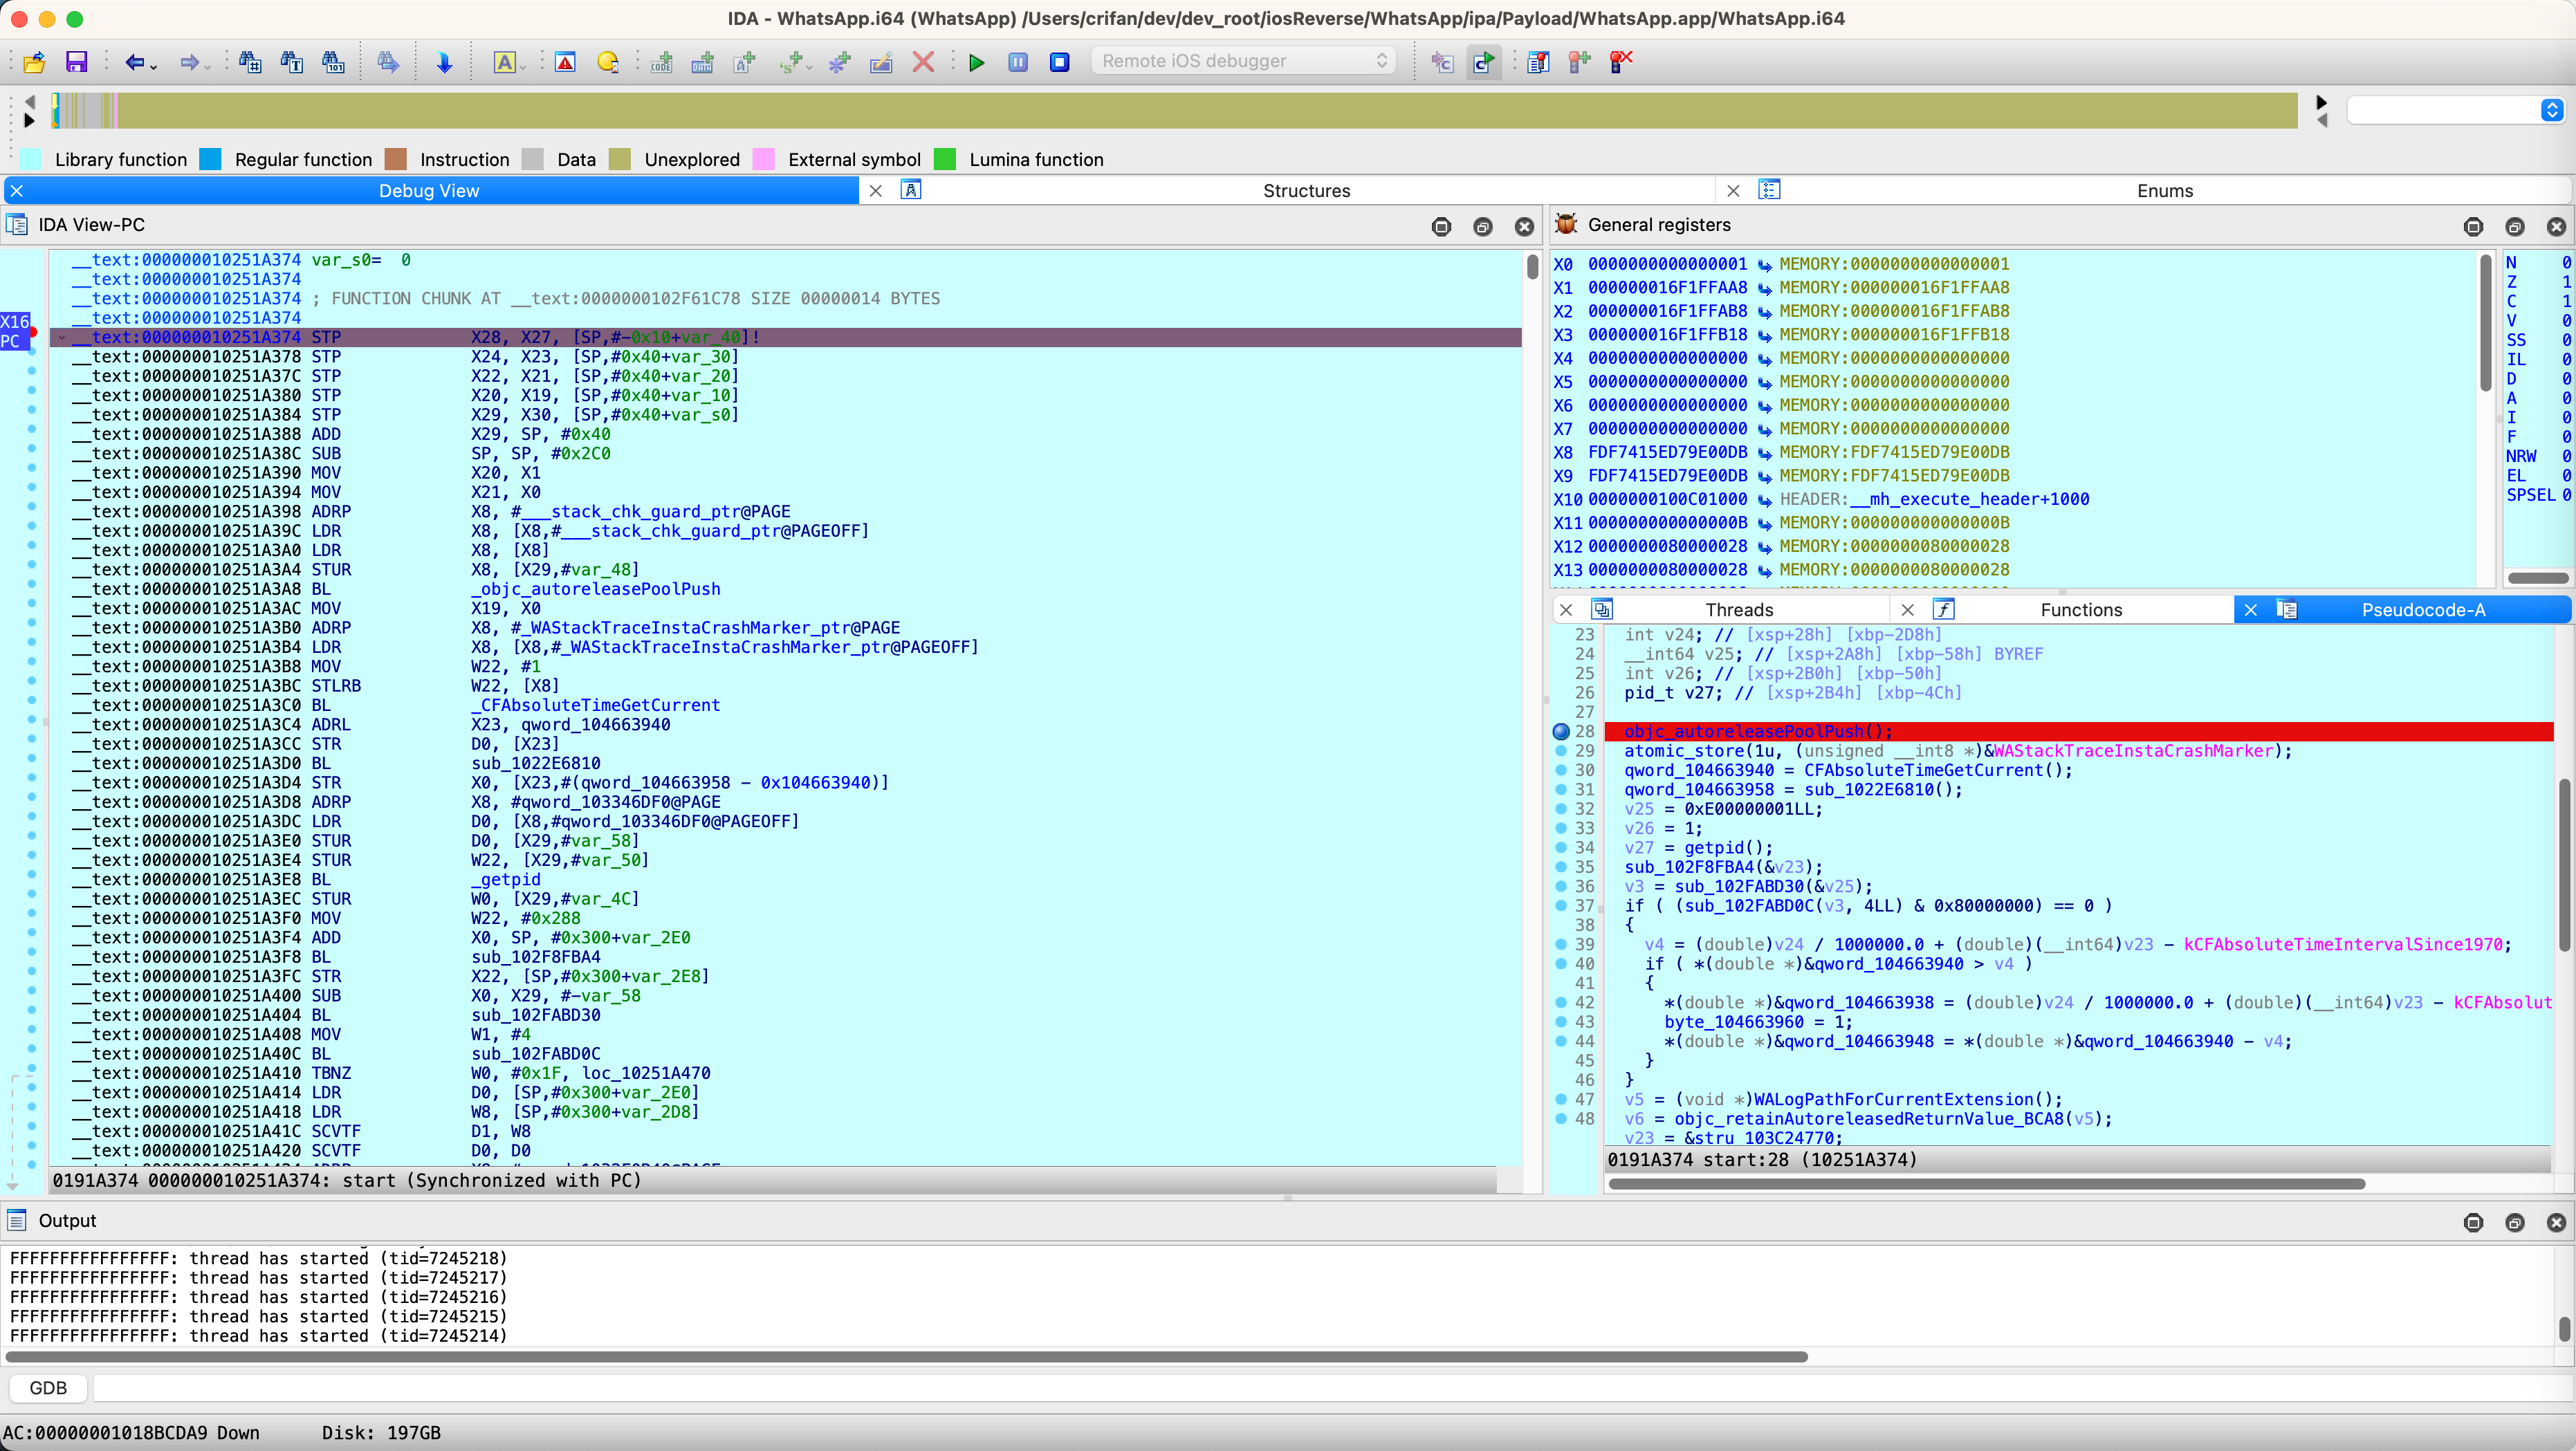 IDA - WhatsApp.i64 (WhatsApp) /Users/crifan/dev/dev_root/iosReverse/WhatsApp/ipa/Payload/WhatsApp.app/WhatsApp.i64
Remote iOS debugger
Library function Regular function Instruction Data Unexplored External symbol Lumina function
Debug View Structures Enums
IDA View-PC
X16
PC
__text:000000010251A374 var_s0= 0
__text:000000010251A374
__text:000000010251A374 ; FUNCTION CHUNK AT __text:0000000102F61C78 SIZE 00000014 BYTES
__text:000000010251A374
__text:000000010251A374 STP X28, X27, [SP,#-0x10+var_40]!
__text:000000010251A378 STP X24, X23, [SP,#0x40+var_30]
__text:000000010251A37C STP X22, X21, [SP,#0x40+var_20]
__text:000000010251A380 STP X20, X19, [SP,#0x40+var_10]
__text:000000010251A384 STP X29, X30, [SP,#0x40+var_s0]
__text:000000010251A388 ADD X29, SP, #0x40
__text:000000010251A38C SUB SP, SP, #0x2C0
__text:000000010251A390 MOV X20, X1
__text:000000010251A394 MOV X21, X0
__text:000000010251A398 ADRP X8, #___stack_chk_guard_ptr@PAGE
__text:000000010251A39C LDR X8, [X8,#___stack_chk_guard_ptr@PAGEOFF]
__text:000000010251A3A0 LDR X8, [X8]
__text:000000010251A3A4 STUR X8, [X29,#var_48]
__text:000000010251A3A8 BL _objc_autoreleasePoolPush
__text:000000010251A3AC MOV X19, X0
__text:000000010251A3B0 ADRP X8, #_WAStackTraceInstaCrashMarker_ptr@PAGE
__text:000000010251A3B4 LDR X8, [X8,#_WAStackTraceInstaCrashMarker_ptr@PAGEOFF]
__text:000000010251A3B8 MOV W22, #1
__text:000000010251A3BC STLRB W22, [X8]
__text:000000010251A3C0 BL _CFAbsoluteTimeGetCurrent
__text:000000010251A3C4 ADRL X23, qword_104663940
__text:000000010251A3CC STR D0, [X23]
__text:000000010251A3D0 BL sub_1022E6810
__text:000000010251A3D4 STR X0, [X23,#(qword_104663958 - 0x104663940)]
__text:000000010251A3D8 ADRP X8, #qword_103346DF0@PAGE
__text:000000010251A3DC LDR D0, [X8,#qword_103346DF0@PAGEOFF]
__text:000000010251A3E0 STUR D0, [X29,#var_58]
__text:000000010251A3E4 STUR W22, [X29,#var_50]
__text:000000010251A3E8 BL _getpid
__text:000000010251A3EC STUR W0, [X29,#var_4C]
__text:000000010251A3F0 MOV W22, #0x288
__text:000000010251A3F4 ADD X0, SP, #0x300+var_2E0
__text:000000010251A3F8 BL sub_102F8FBA4
__text:000000010251A3FC STR X22, [SP,#0x300+var_2E8]
__text:000000010251A400 SUB X0, X29, #-var_58
__text:000000010251A404 BL sub_102FABD30
__text:000000010251A408 MOV W1, #4
__text:000000010251A40C BL sub_102FABD0C
__text:000000010251A410 TBNZ W0, #0x1F, loc_10251A470
__text:000000010251A414 LDR D0, [SP,#0x300+var_2E0]
__text:000000010251A418 LDR W8, [SP,#0x300+var_2D8]
__text:000000010251A41C SCVTF D1, W8
__text:000000010251A420 SCVTF D0, D0
0191A374 000000010251A374: start (Synchronized with PC)
General registers
X0 0000000000000001 MEMORY:0000000000000001
X1 000000016F1FFAA8 MEMORY:000000016F1FFAA8
X2 000000016F1FFAB8 MEMORY:000000016F1FFAB8
X3 000000016F1FFB18 MEMORY:000000016F1FFB18
X4 0000000000000000 MEMORY:0000000000000000
X5 0000000000000000 MEMORY:0000000000000000
X6 0000000000000000 MEMORY:0000000000000000
X7 0000000000000000 MEMORY:0000000000000000
X8 FDF7415ED79E00DB MEMORY:FDF7415ED79E00DB
X9 FDF7415ED79E00DB MEMORY:FDF7415ED79E00DB
X10 0000000100C01000 HEADER:__mh_execute_header+1000
X11 000000000000000B MEMORY:000000000000000B
X12 0000000080000028 MEMORY:0000000080000028
X13 0000000080000028 MEMORY:0000000080000028
N 0
Z 1
C 1
V 0
SS 0
IL 0
D 0
A 0
I 0
F 0
NRW 0
EL 0
SPSEL 0
Threads Functions Pseudocode-A
23 int v24; // [xsp+28h] [xbp-2D8h]
24 __int64 v25; // [xsp+2A8h] [xbp-58h] BYREF
25 int v26; // [xsp+2B0h] [xbp-50h]
26 pid_t v27; // [xsp+2B4h] [xbp-4Ch]
27
28 objc_autoreleasePoolPush();
29 atomic_store(1u, (unsigned __int8 *)&WAStackTraceInstaCrashMarker);
30 qword_104663940 = CFAbsoluteTimeGetCurrent();
31 qword_104663958 = sub_1022E6810();
32 v25 = 0xE00000001LL;
33 v26 = 1;
34 v27 = getpid();
35 sub_102F8FBA4(&v23);
36 v3 = sub_102FABD30(&v25);
37 if ( (sub_102FABD0C(v3, 4LL) & 0x80000000) == 0 )
38 {
39 v4 = (double)v24 / 1000000.0 + (double)(__int64)v23 - kCFAbsoluteTimeIntervalSince1970;
40 if ( *(double *)&qword_104663940 > v4 )
41 {
42 *(double *)&qword_104663938 = (double)v24 / 1000000.0 + (double)(__int64)v23 - kCFAbsolut
43 byte_104663960 = 1;
44 *(double *)&qword_104663948 = *(double *)&qword_104663940 - v4;
45 }
46 }
47 v5 = (void *)WALogPathForCurrentExtension();
48 v6 = objc_retainAutoreleasedReturnValue_BCA8(v5);
v23 = &stru_103C24770;
0191A374 start:28 (10251A374)
Output
FFFFFFFFFFFFFFFF: thread has started (tid=7245218)
FFFFFFFFFFFFFFFF: thread has started (tid=7245217)
FFFFFFFFFFFFFFFF: thread has started (tid=7245216)
FFFFFFFFFFFFFFFF: thread has started (tid=7245215)
FFFFFFFFFFFFFFFF: thread has started (tid=7245214)
GDB
AC:00000001018BCDA9 Down Disk: 197GB